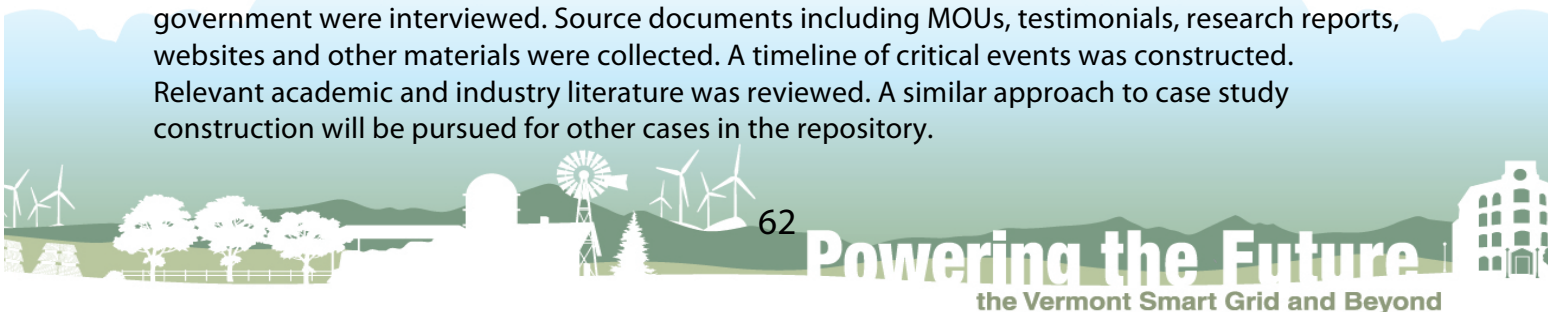 government were interviewed. Source documents including MOUs, testimonials, research reports,
websites and other materials were collected. A timeline of critical events was constructed.
Relevant academic and industry literature was reviewed. A similar approach to case study
construction will be pursued for other cases in the repository.
62
Powering the Future
the Vermont Smart Grid and Beyond